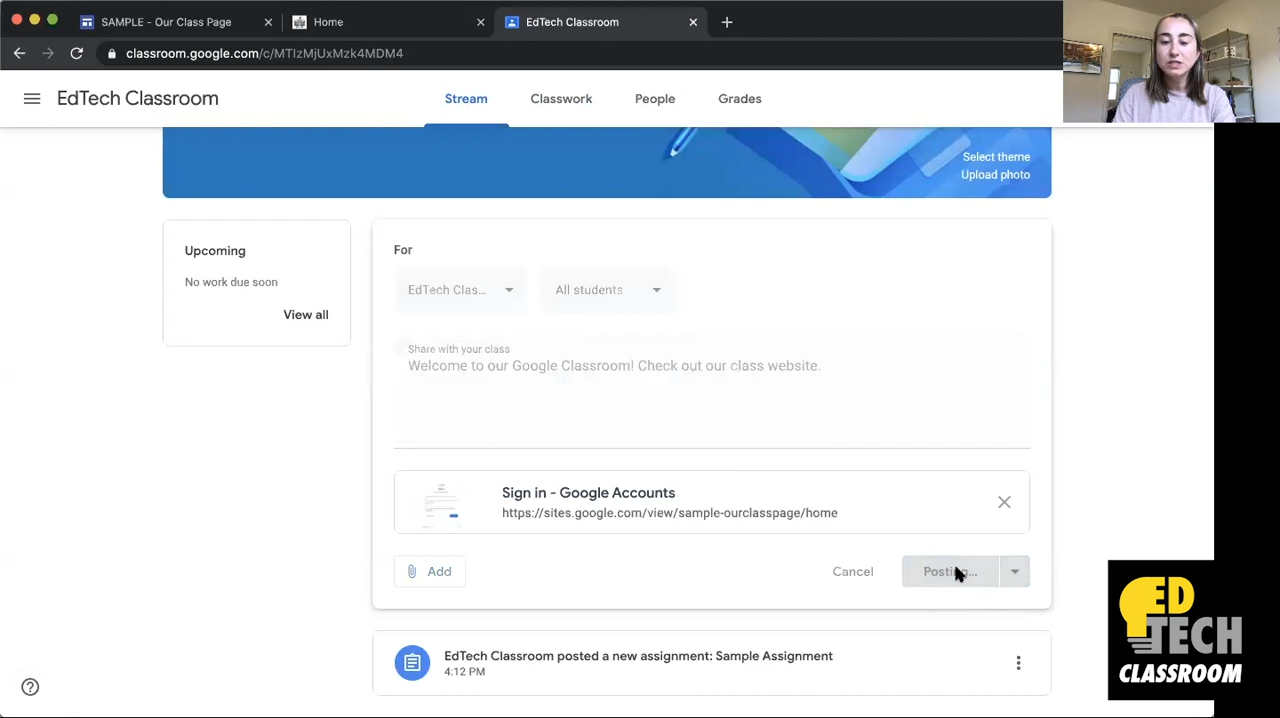 SAMPLE - Our Class Page
Home
EdTech Classroom
classroom.google.com/c/MTIzMjUxMzk4MDM4
EdTech Classroom
Stream
Classwork
People
Grades
Select theme
Upload photo
Upcoming
No work due soon
View all
For
EdTech Clas...
All students
Share with your class
Welcome to our Google Classroom! Check out our class website.
Sign in - Google Accounts
https://sites.google.com/view/sample-ourclasspage/home
Add
Cancel
Posting...
EdTech Classroom posted a new assignment: Sample Assignment
4:12 PM
ED
TECH
CLASSROOM